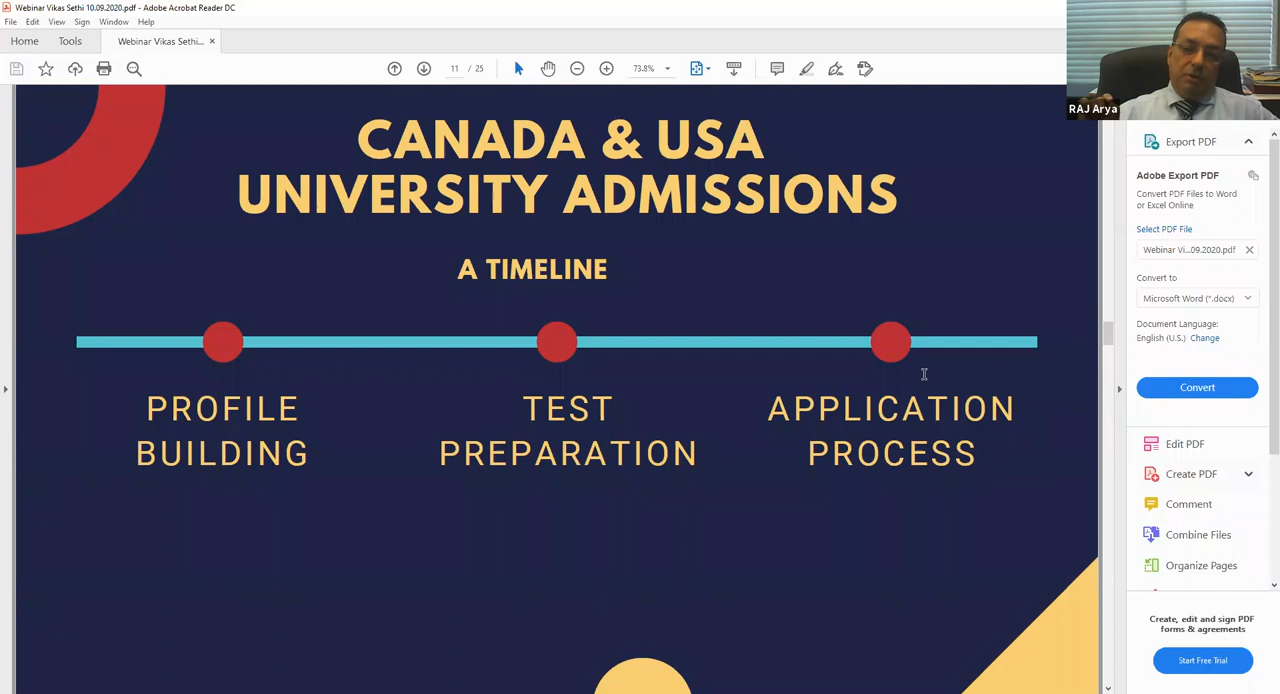 Webinar Vikas Sethi 10.09.2020.pdf - Adobe Acrobat Reader DC
File Edit View Sign Window Help
Home Tools Webinar Vikas Sethi... ×
11 / 25 73.8%
RAJ Arya
CANADA & USA
UNIVERSITY ADMISSIONS
A TIMELINE
PROFILE
BUILDING
TEST
PREPARATION
APPLICATION
PROCESS
Export PDF
Adobe Export PDF
Convert PDF Files to Word
or Excel Online
Select PDF File
Webinar Vi...09.2020.pdf
Convert to
Microsoft Word (*.docx)
Document Language:
English (U.S.) Change
Convert
Edit PDF
Create PDF
Comment
Combine Files
Organize Pages
Create, edit and sign PDF
forms & agreements
Start Free Trial